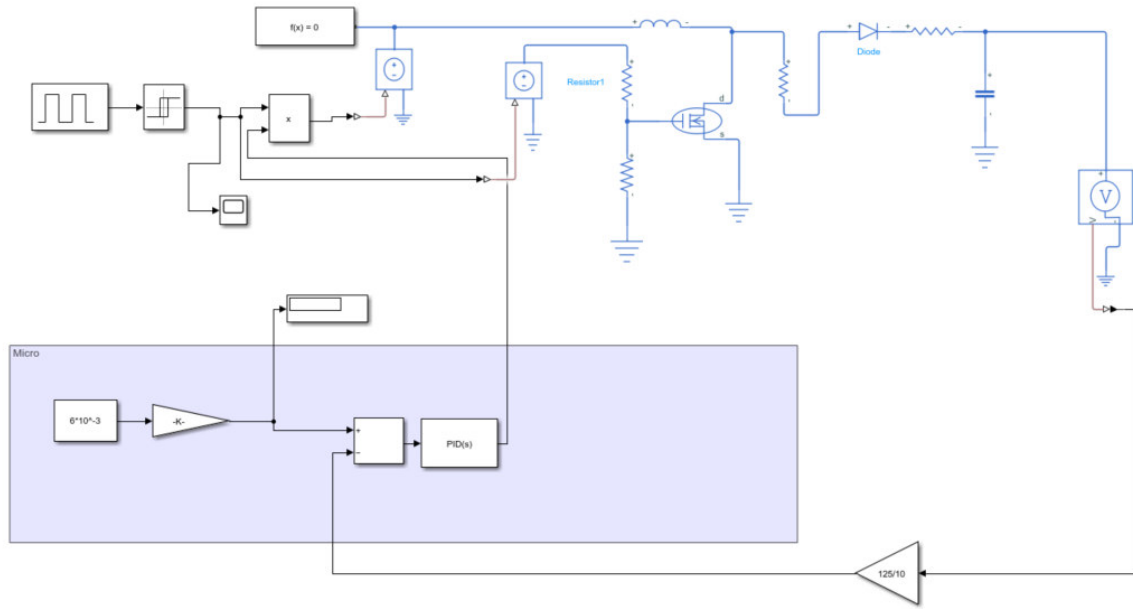 f(x) = 0
Diode
Resistor1
x
d
s
V
V
Micro
6*10^-3
-K-
+
−
PID(s)
125/10